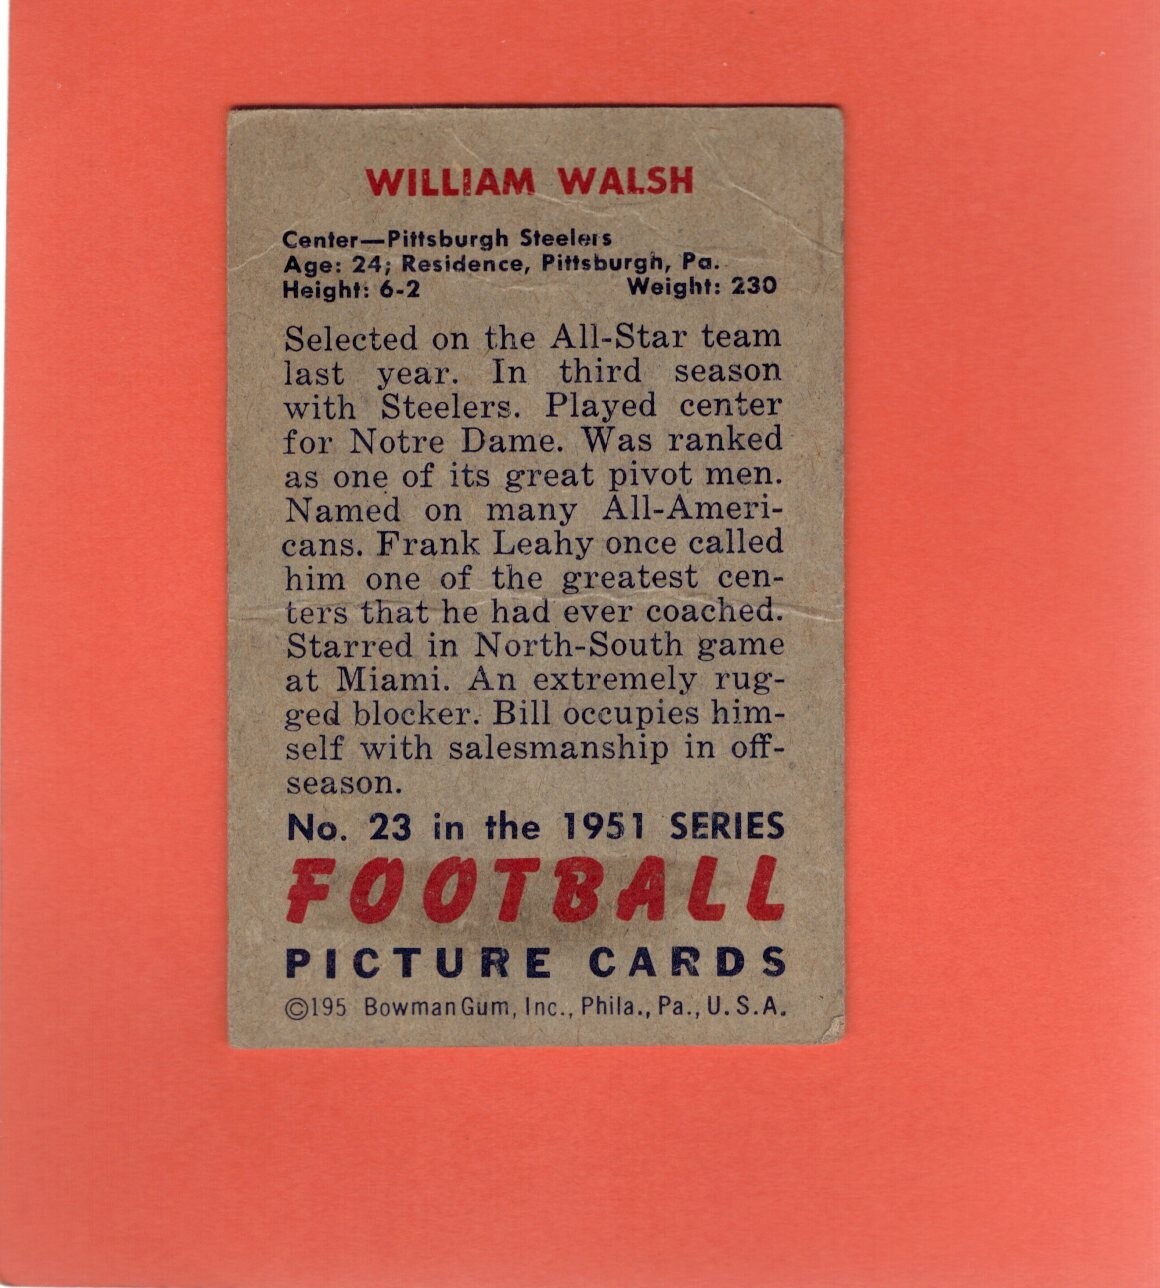 WILLIAM WALSH
Center—Pittsburgh Steelers
Age: 24; Residence, Pittsburgh, Pa.
Height: 6-2 Weight: 230
Selected on the All-Star team
last year. In third season
with Steelers. Played center
for Notre Dame. Was ranked
as one of its great pivot men.
Named on many All-Ameri-
cans. Frank Leahy once called
him one of the greatest cen-
ters that he had ever coached.
Starred in North-South game
at Miami. An extremely rug-
ged blocker. Bill occupies him-
self with salesmanship in off-
season.
No. 23 in the 1951 SERIES
FOOTBALL
PICTURE CARDS
©195 Bowman Gum, Inc., Phila., Pa., U.S.A.